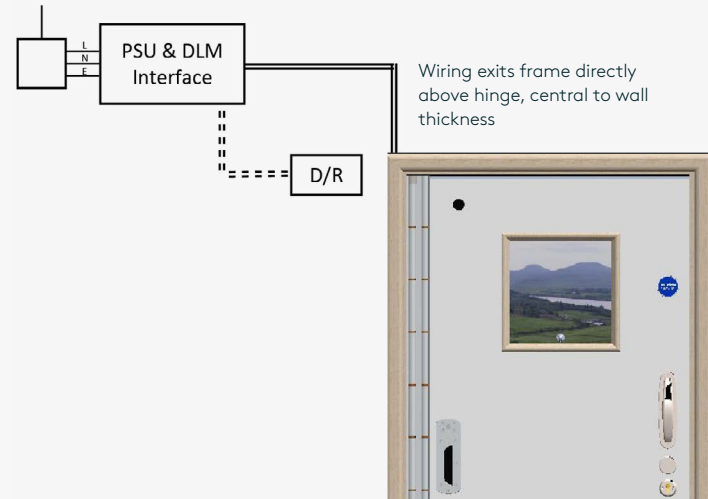 L
N
E
PSU & DLM
Interface
D/R
Wiring exits frame directly
above hinge, central to wall
thickness